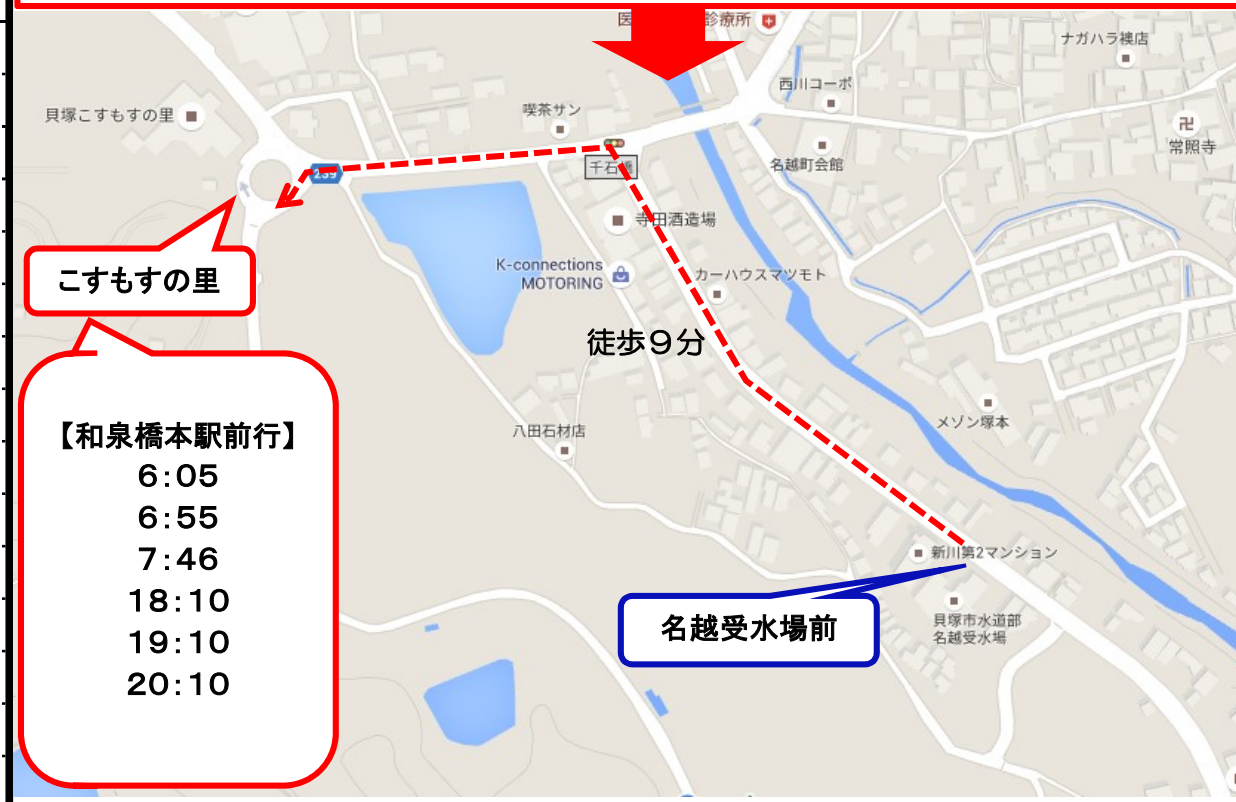 医
診療所
ナガハラ襖店
西川コーポ
貝塚こすもすの里
喫茶サン
卍
常照寺
名越町会館
千石橋
239
寺田酒造場
K-connections
MOTORING
カーハウスマツモト
こすもすの里
徒歩9分
メゾン塚本
八田石材店
【和泉橋本駅前行】
6:05
6:55
7:46
18:10
19:10
20:10
新川第2マンション
名越受水場前
貝塚市水道部
名越受水場